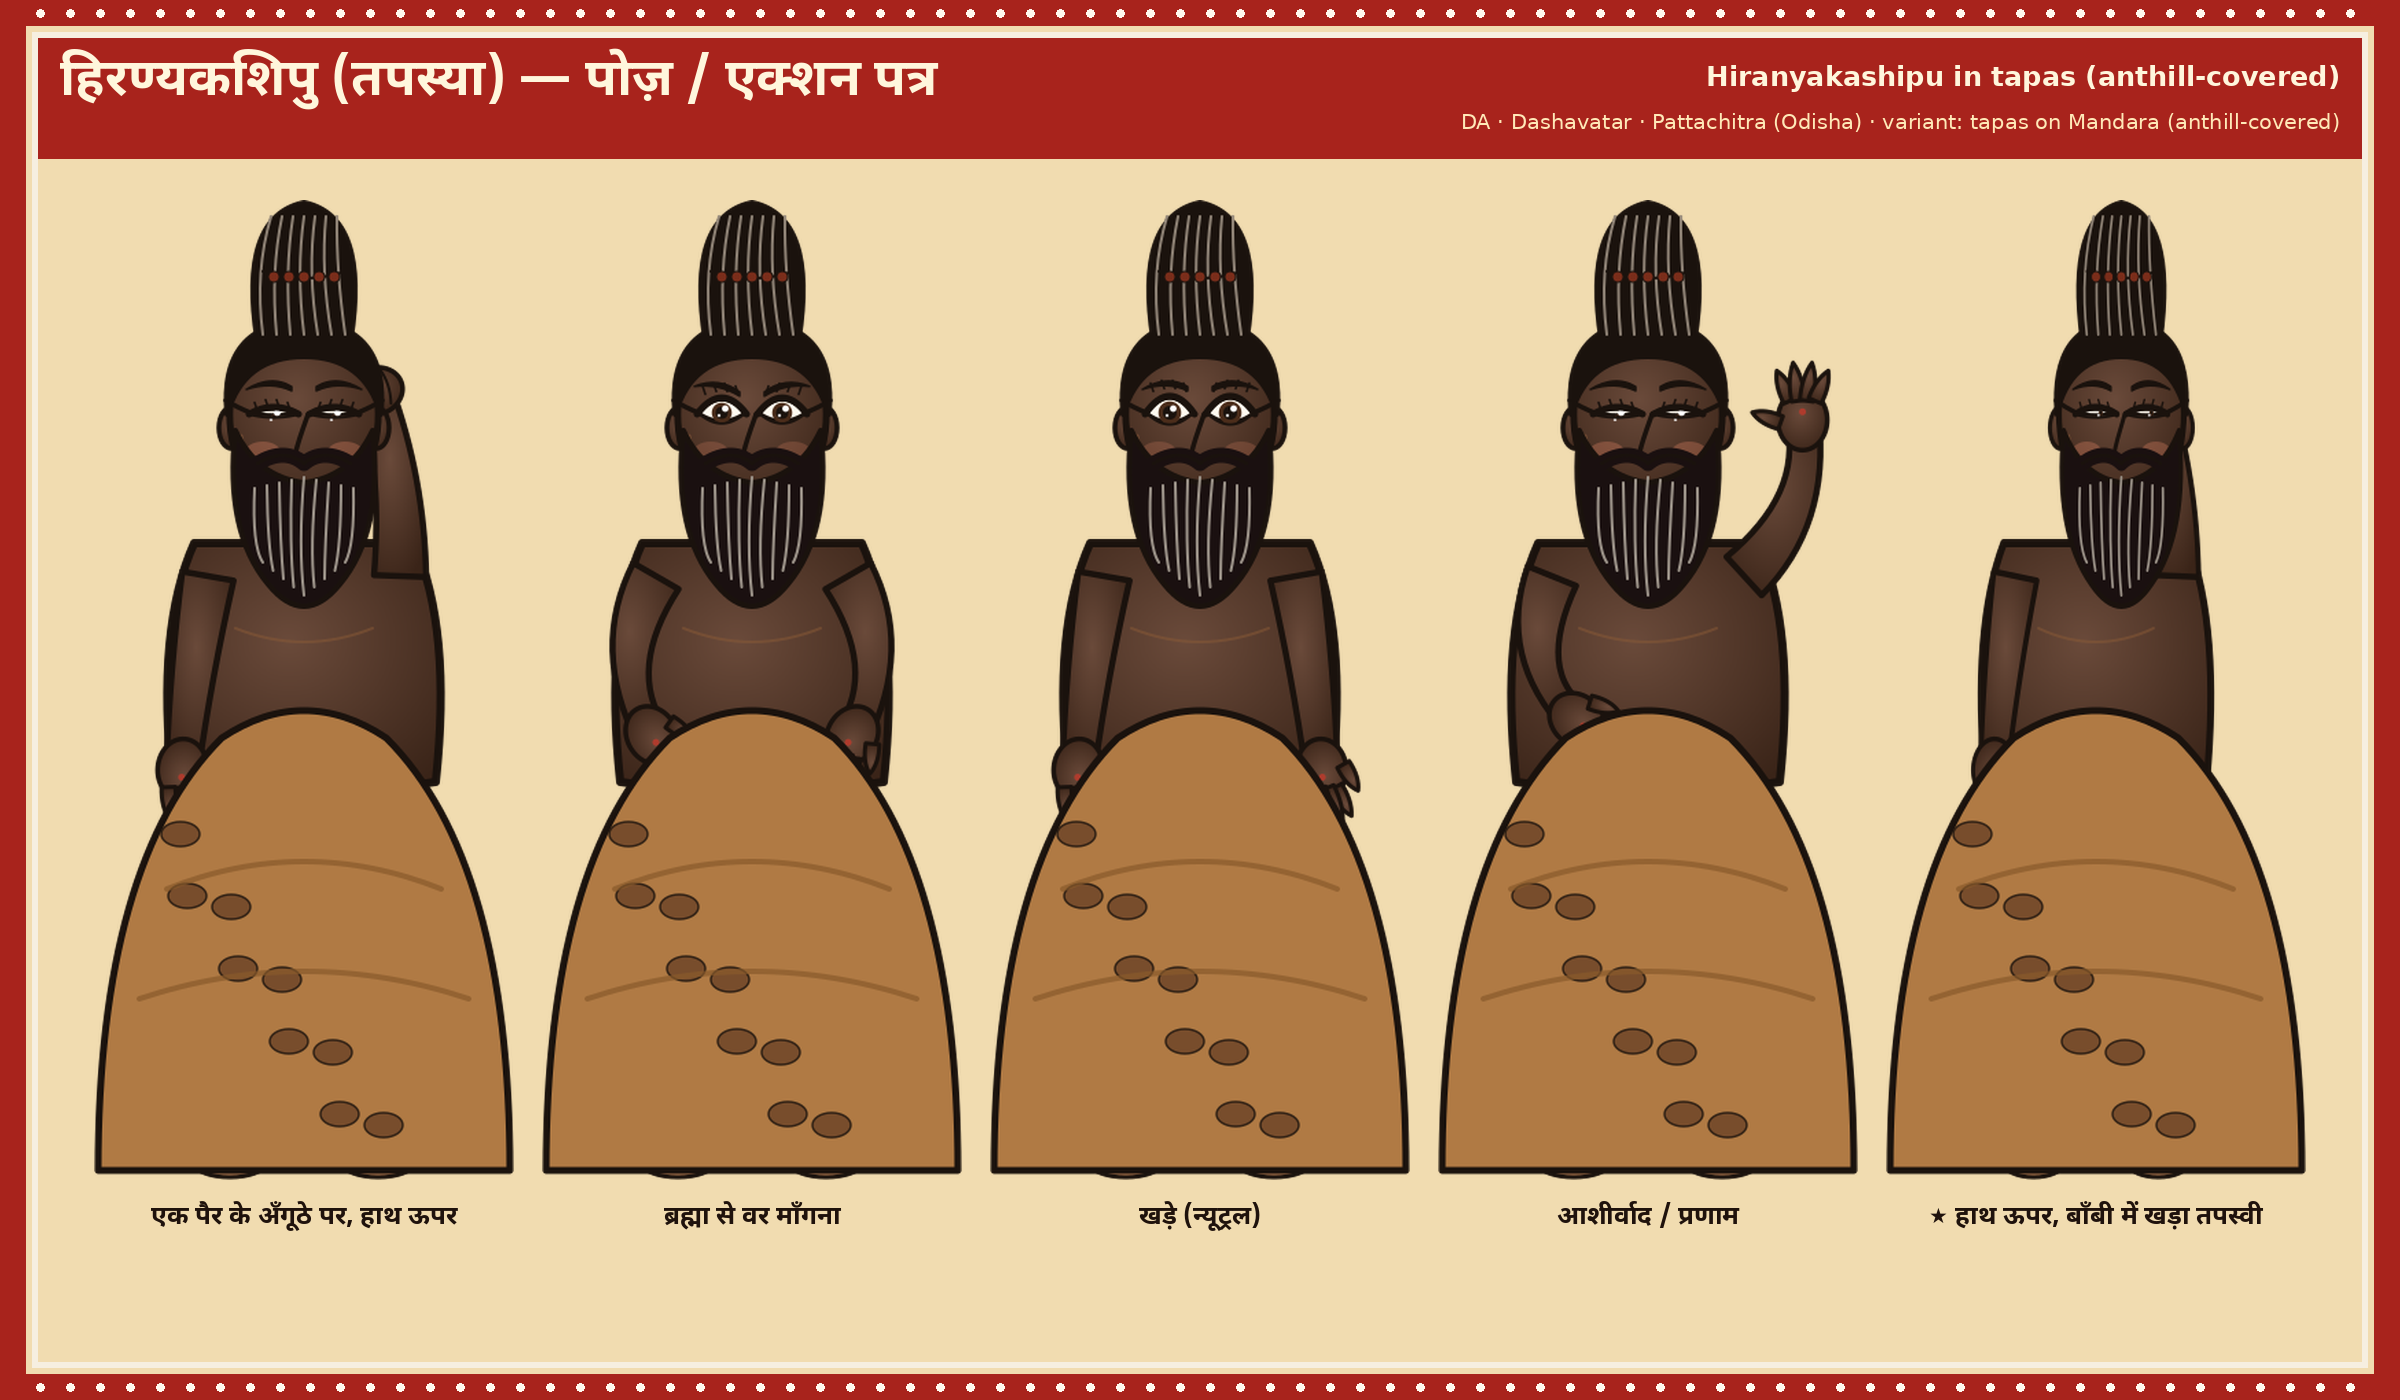 हिरण्यकशिपु (तपस्या) — पोज़ / एक्शन पत्र
Hiranyakashipu in tapas (anthill-covered)
DA · Dashavatar · Pattachitra (Odisha) · variant: tapas on Mandara (anthill-covered)
एक पैर के अँगूठे पर, हाथ ऊपर
ब्रह्मा से वर माँगना
खड़े (न्यूट्रल)
आशीर्वाद / प्रणाम
★ हाथ ऊपर, बाँबी में खड़ा तपस्वी